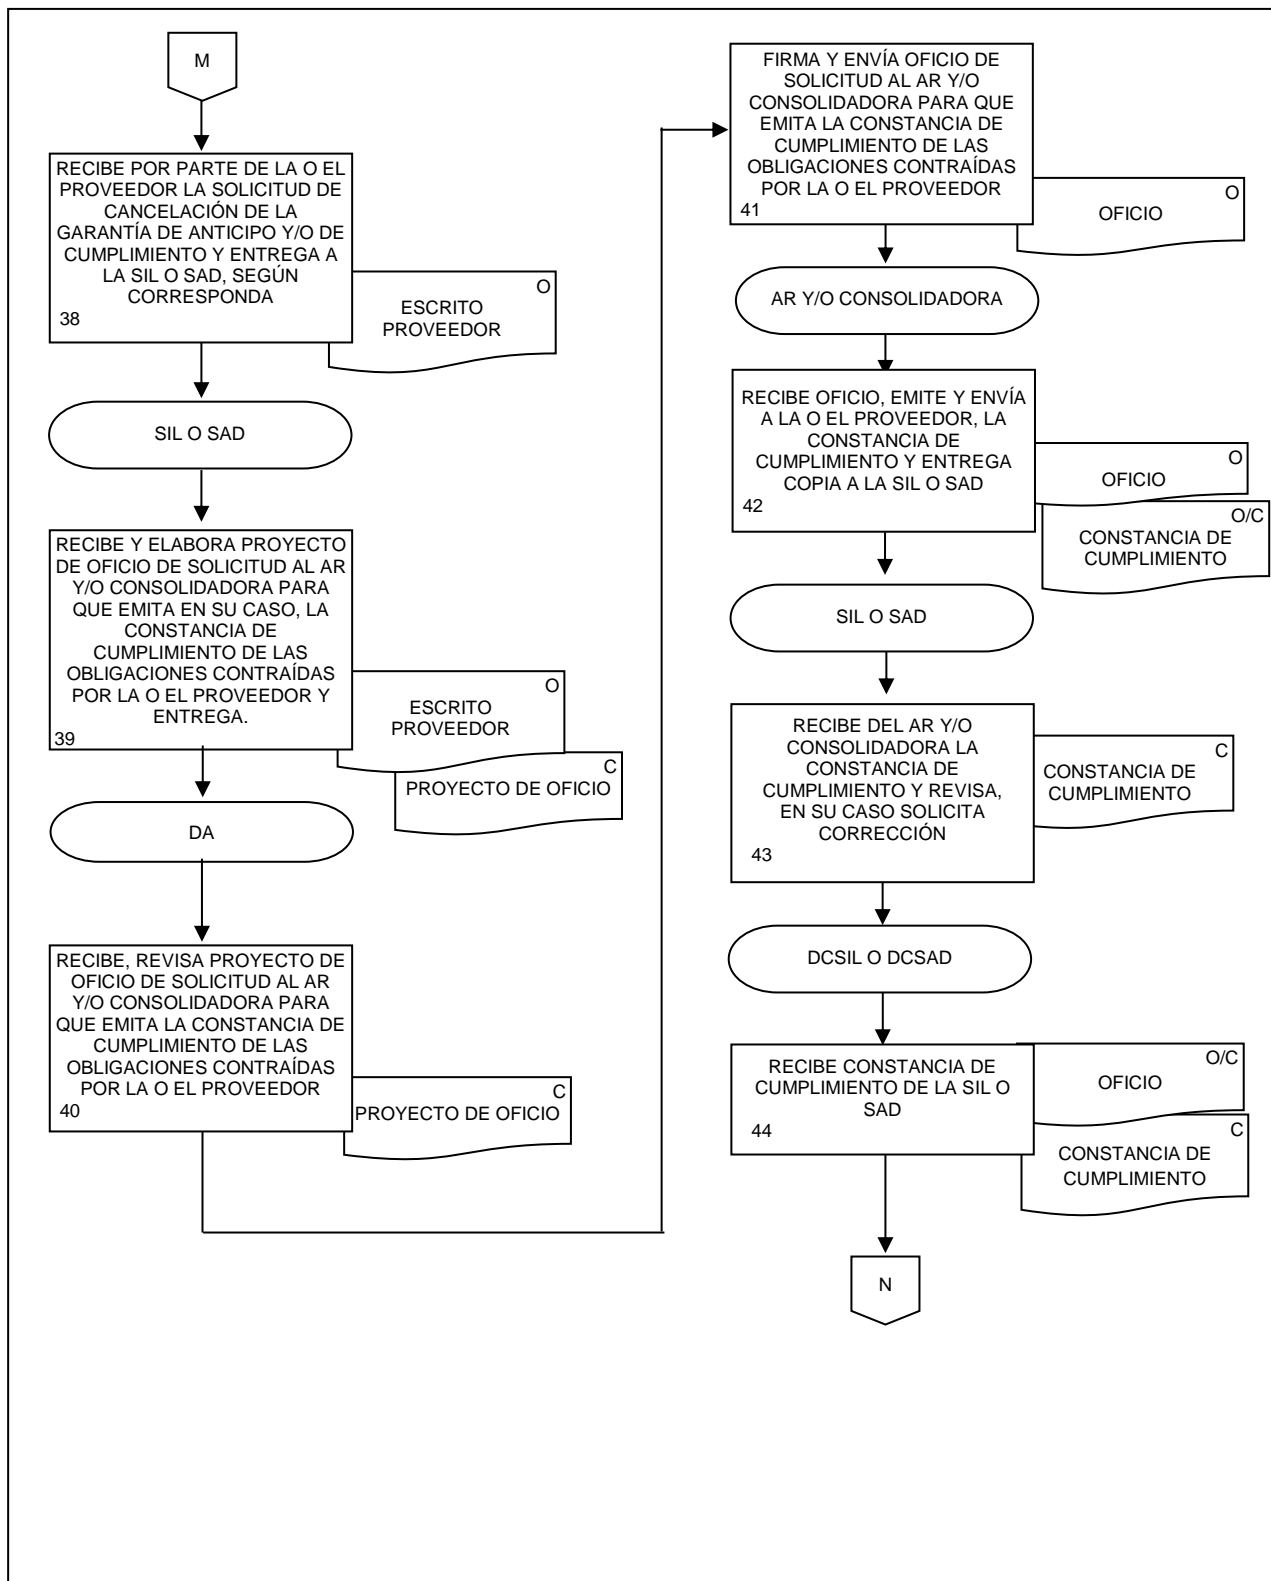 M
RECIBE POR PARTE DE LA O EL
PROVEEDOR LA SOLICITUD DE
CANCELACIÓN DE LA
GARANTÍA DE ANTICIPO Y/O DE
CUMPLIMIENTO Y ENTREGA A
LA SIL O SAD, SEGÚN
CORRESPONDA
38
O
ESCRITO
PROVEEDOR
SIL O SAD
RECIBE Y ELABORA PROYECTO
DE OFICIO DE SOLICITUD AL AR
Y/O CONSOLIDADORA PARA
QUE EMITA EN SU CASO, LA
CONSTANCIA DE
CUMPLIMIENTO DE LAS
OBLIGACIONES CONTRAÍDAS
POR LA O EL PROVEEDOR Y
ENTREGA.
39
O
ESCRITO
PROVEEDOR
C
PROYECTO DE OFICIO
DA
RECIBE, REVISA PROYECTO DE
OFICIO DE SOLICITUD AL AR
Y/O CONSOLIDADORA PARA
QUE EMITA LA CONSTANCIA DE
CUMPLIMIENTO DE LAS
OBLIGACIONES CONTRAÍDAS
POR LA O EL PROVEEDOR
40
C
PROYECTO DE OFICIO
FIRMA Y ENVÍA OFICIO DE
SOLICITUD AL AR Y/O
CONSOLIDADORA PARA QUE
EMITA LA CONSTANCIA DE
CUMPLIMIENTO DE LAS
OBLIGACIONES CONTRAÍDAS
POR LA O EL PROVEEDOR
41
O
OFICIO
AR Y/O CONSOLIDADORA
RECIBE OFICIO, EMITE Y ENVÍA
A LA O EL PROVEEDOR, LA
CONSTANCIA DE
CUMPLIMIENTO Y ENTREGA
COPIA A LA SIL O SAD
42
O
OFICIO
O/C
CONSTANCIA DE
CUMPLIMIENTO
SIL O SAD
RECIBE DEL AR Y/O
CONSOLIDADORA LA
CONSTANCIA DE
CUMPLIMIENTO Y REVISA,
EN SU CASO SOLICITA
CORRECCIÓN
43
C
CONSTANCIA DE
CUMPLIMIENTO
DCSIL O DCSAD
RECIBE CONSTANCIA DE
CUMPLIMIENTO DE LA SIL O
SAD
44
O/C
OFICIO
C
CONSTANCIA DE
CUMPLIMIENTO
N